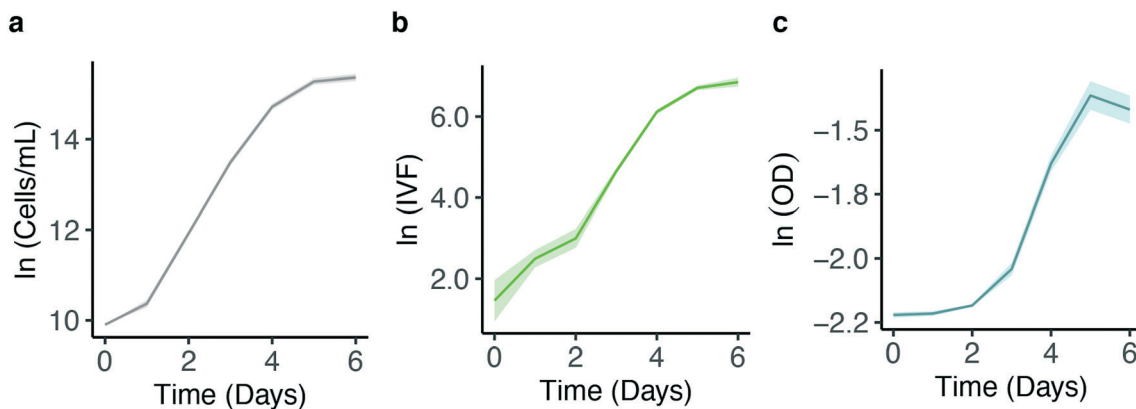 a
ln (Cells/mL)
14
12
10
0 2 4 6
Time (Days)
b
ln (IVF)
6.0
4.0
2.0
0 2 4 6
Time (Days)
c
ln (OD)
−1.5
−1.8
−2.0
−2.2
0 2 4 6
Time (Days)